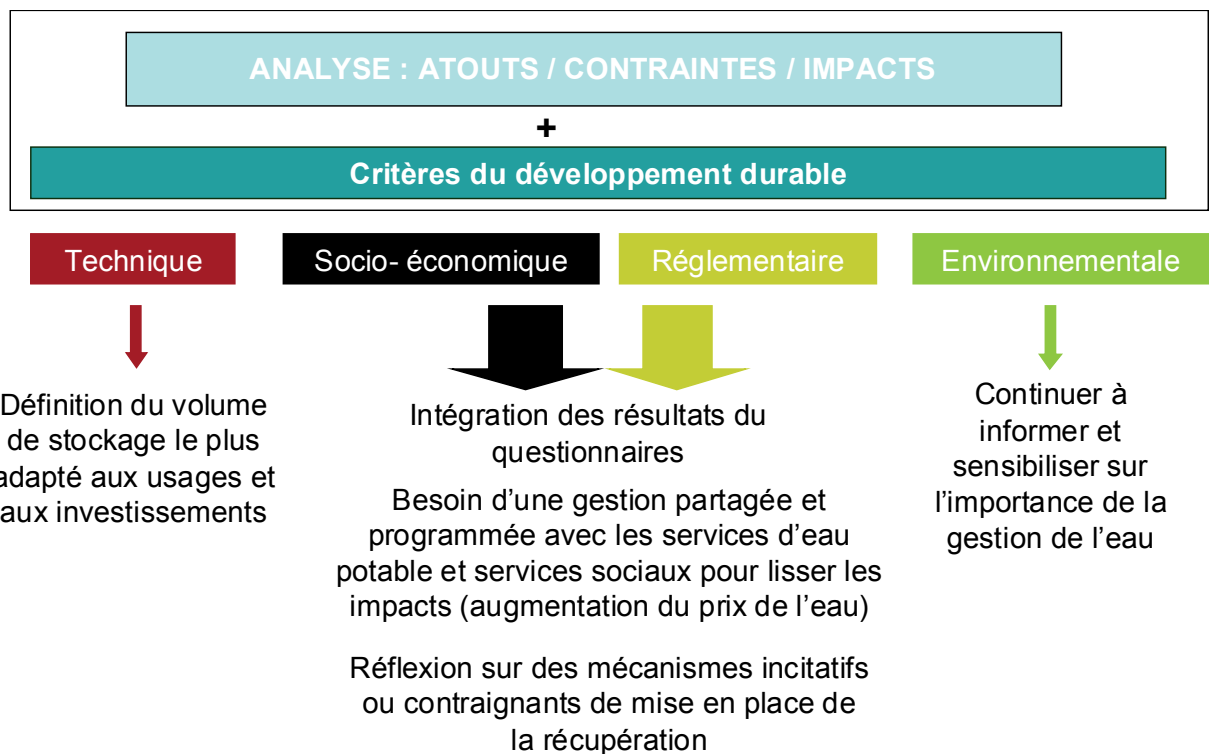 ANALYSE : ATOUTS / CONTRAINTES / IMPACTS
+
Critères du développement durable
Technique
Socio- économique
Réglementaire
Environnementale
Définition du volume
de stockage le plus
adapté aux usages et
aux investissements
Intégration des résultats du
questionnaires
Besoin d’une gestion partagée et
programmée avec les services d’eau
potable et services sociaux pour lisser les
impacts (augmentation du prix de l’eau)
Réflexion sur des mécanismes incitatifs
ou contraignants de mise en place de
la récupération
Continuer à
informer et
sensibiliser sur
l’importance de la
gestion de l’eau